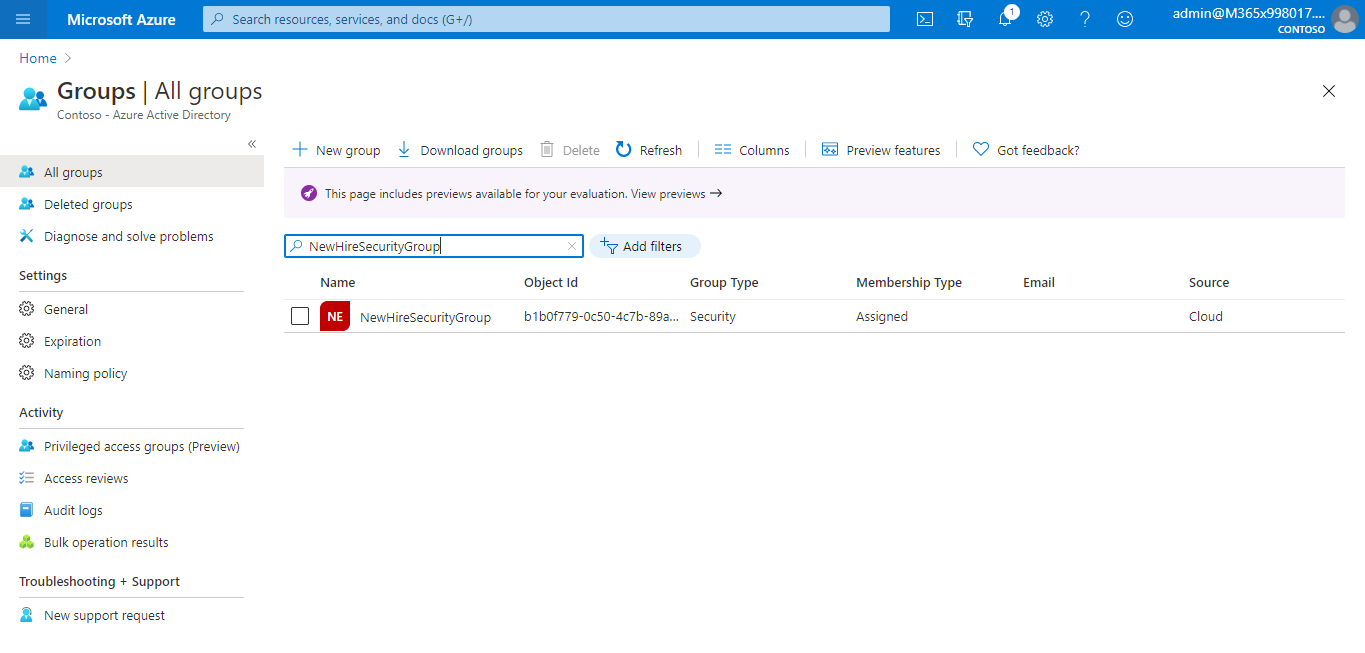 Microsoft Azure
Search resources, services, and docs (G+/)
1
admin@M365x998017....
CONTOSO
Home
Groups | All groups
Contoso - Azure Active Directory
«
All groups
Deleted groups
Diagnose and solve problems
Settings
General
Expiration
Naming policy
Activity
Privileged access groups (Preview)
Access reviews
Audit logs
Bulk operation results
Troubleshooting + Support
New support request
New group
Download groups
Delete
Refresh
Columns
Preview features
Got feedback?
This page includes previews available for your evaluation. View previews →
NewHireSecurityGroup
Add filters
Name Object Id Group Type Membership Type Email Source
NE NewHireSecurityGroup b1b0f779-0c50-4c7b-89a... Security Assigned Cloud